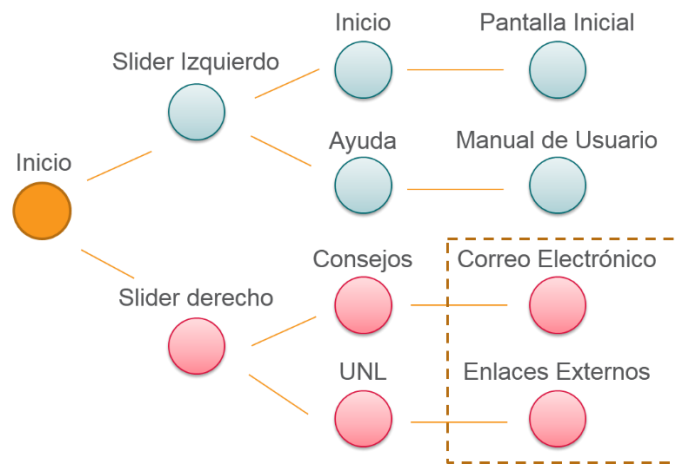 Inicio
Pantalla Inicial
Slider Izquierdo
Ayuda
Manual de Usuario
Inicio
Consejos
Correo Electrónico
Slider derecho
UNL
Enlaces Externos